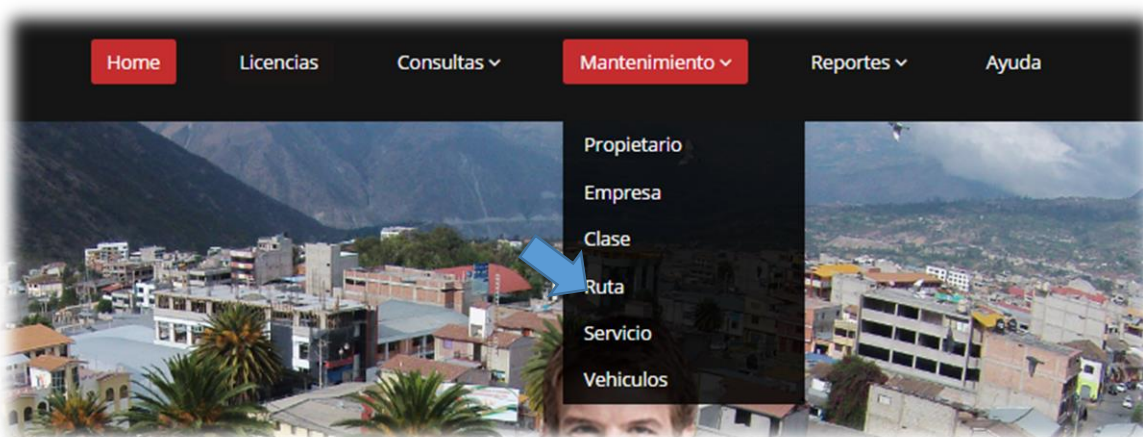 Home Licencias Consultas Mantenimiento Reportes Ayuda
Propietario
Empresa
Clase
Ruta
Servicio
Vehiculos